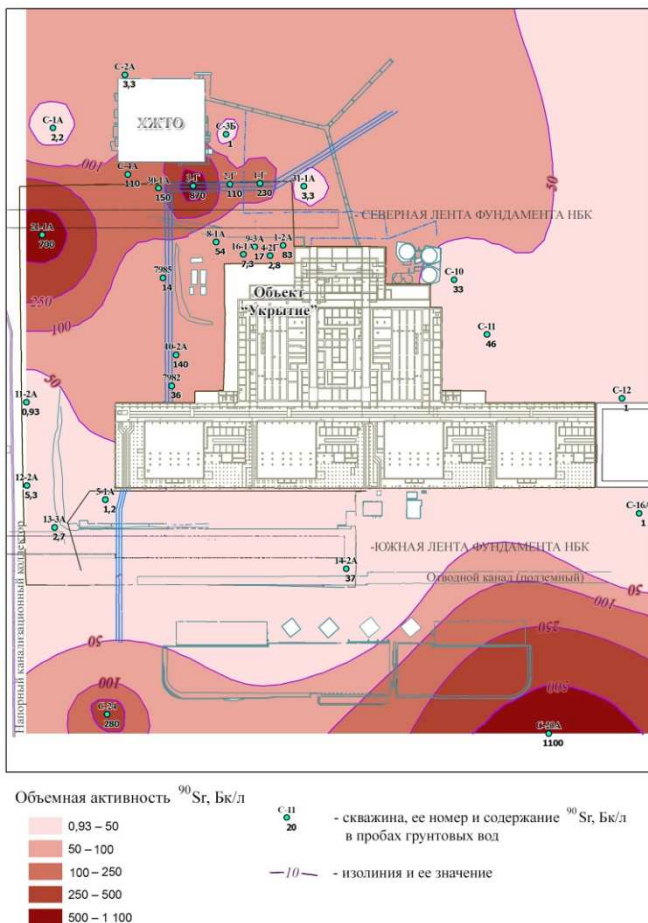 С-2А
3,3
ХЖТО
С-1А
2,2
С-3Б
1
100
С-4А
110
30-1А
150
3-Г
870
2-Г
110
1-Г
230
31-1А
3,3
50
СЕВЕРНАЯ ЛЕНТА ФУНДАМЕНТА НБК
21-1А
700
8-1А
54
9-3А
17
1-2А
83
16-1А
7,3
4-2Г
2,8
7985
14
Объект
"Укрытие"
С-10
33
250
100
С-11
46
10-2А
140
50
7982
36
11-2А
0,93
С-12
1
12-2А
5,3
5-1А
1,2
13-3А
2,7
С-16А
1
-ЮЖНАЯ ЛЕНТА ФУНДАМЕНТА НБК
14-2А
37
Отводной канал (подземный)
50
100
250
500
Напорный канализационный коллектор
50
100
С-24
280
С-20А
1100
Объемная активность ⁹⁰Sr, Бк/л
0,93 – 50
50 – 100
100 – 250
250 – 500
500 – 1 100
С-11
20
- скважина, ее номер и содержание ⁹⁰Sr, Бк/л
в пробах грунтовых вод
10
- изолиния и ее значение